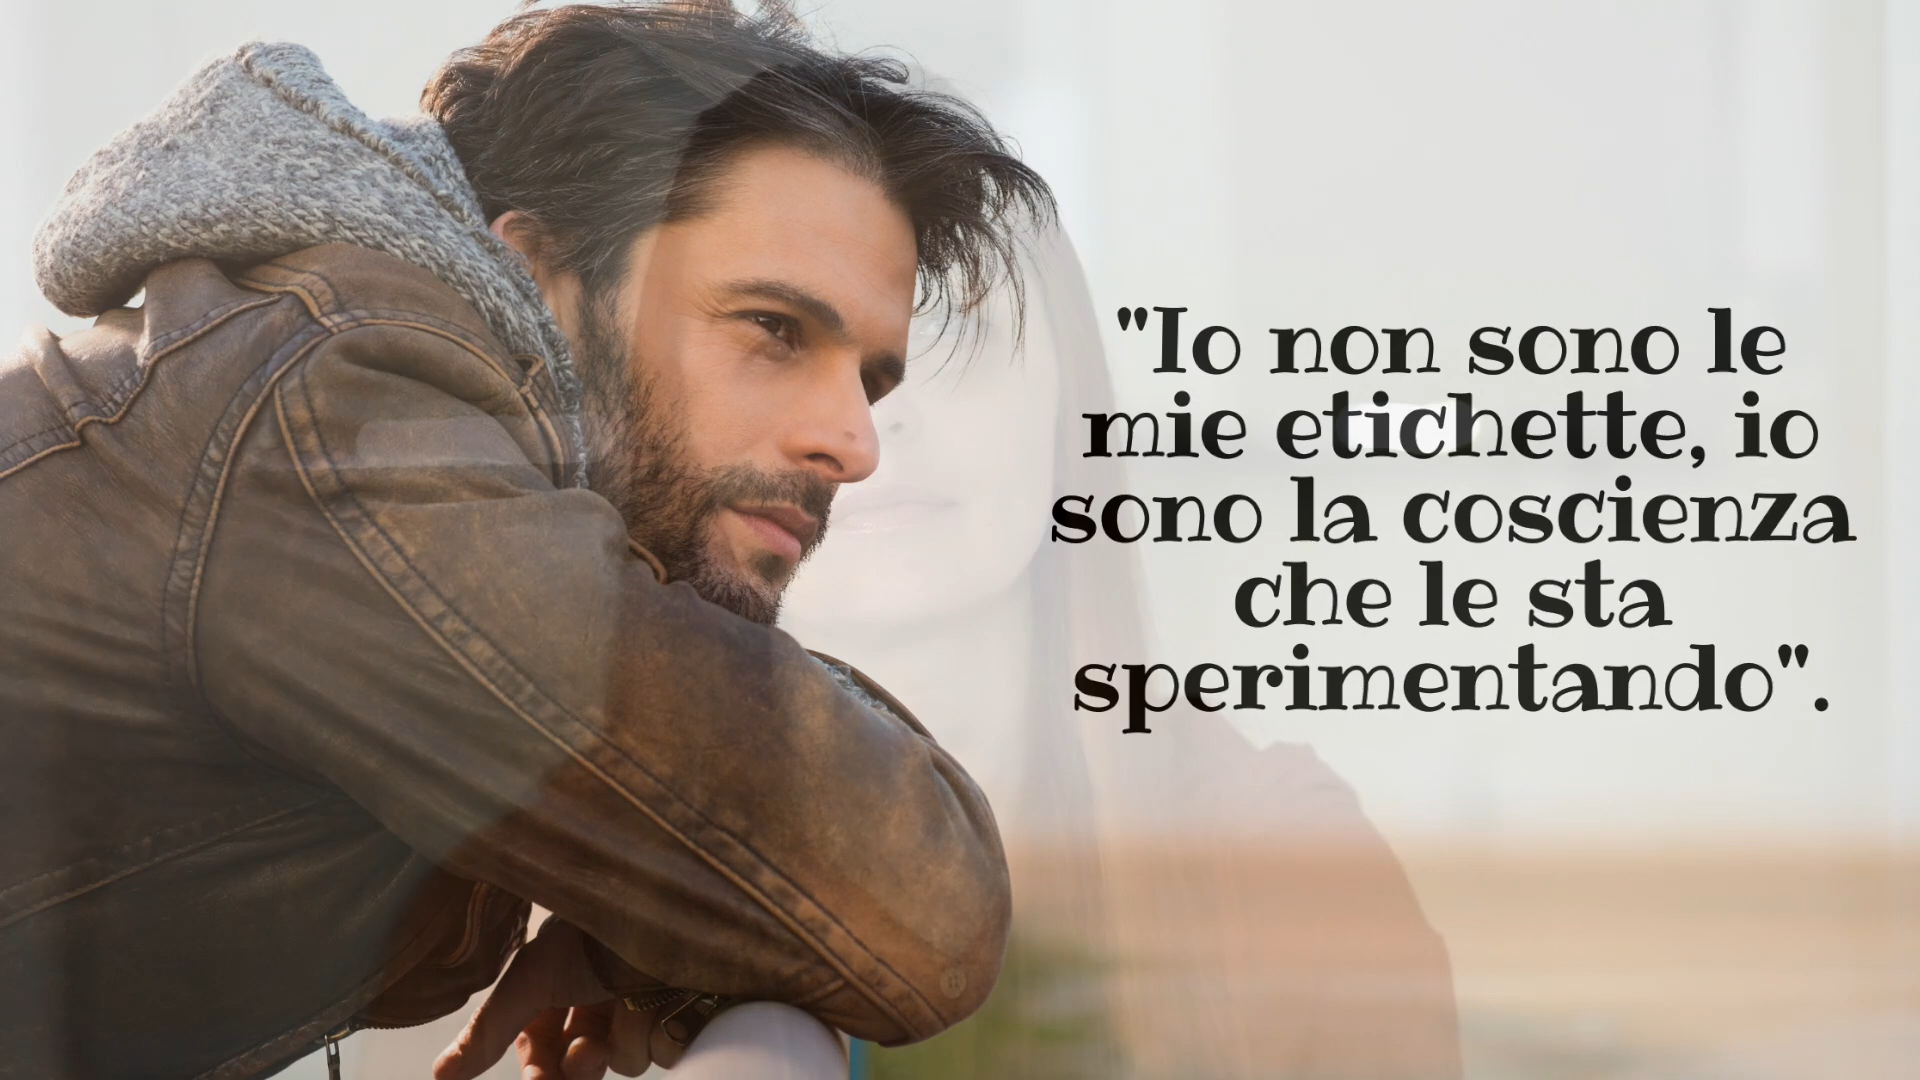 "Io non sono le
mie etichette, io
sono la coscienza
che le sta
sperimentando".